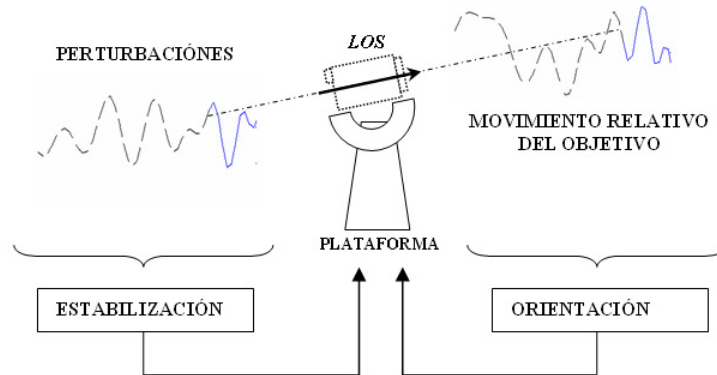 PERTURBACIÓNES
LOS
MOVIMIENTO RELATIVO
DEL OBJETIVO
PLATAFORMA
ESTABILIZACIÓN
ORIENTACIÓN